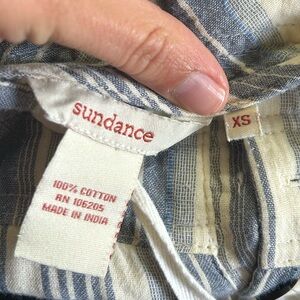 sundance
XS
100% COTTON
RN 106205
MADE IN INDIA